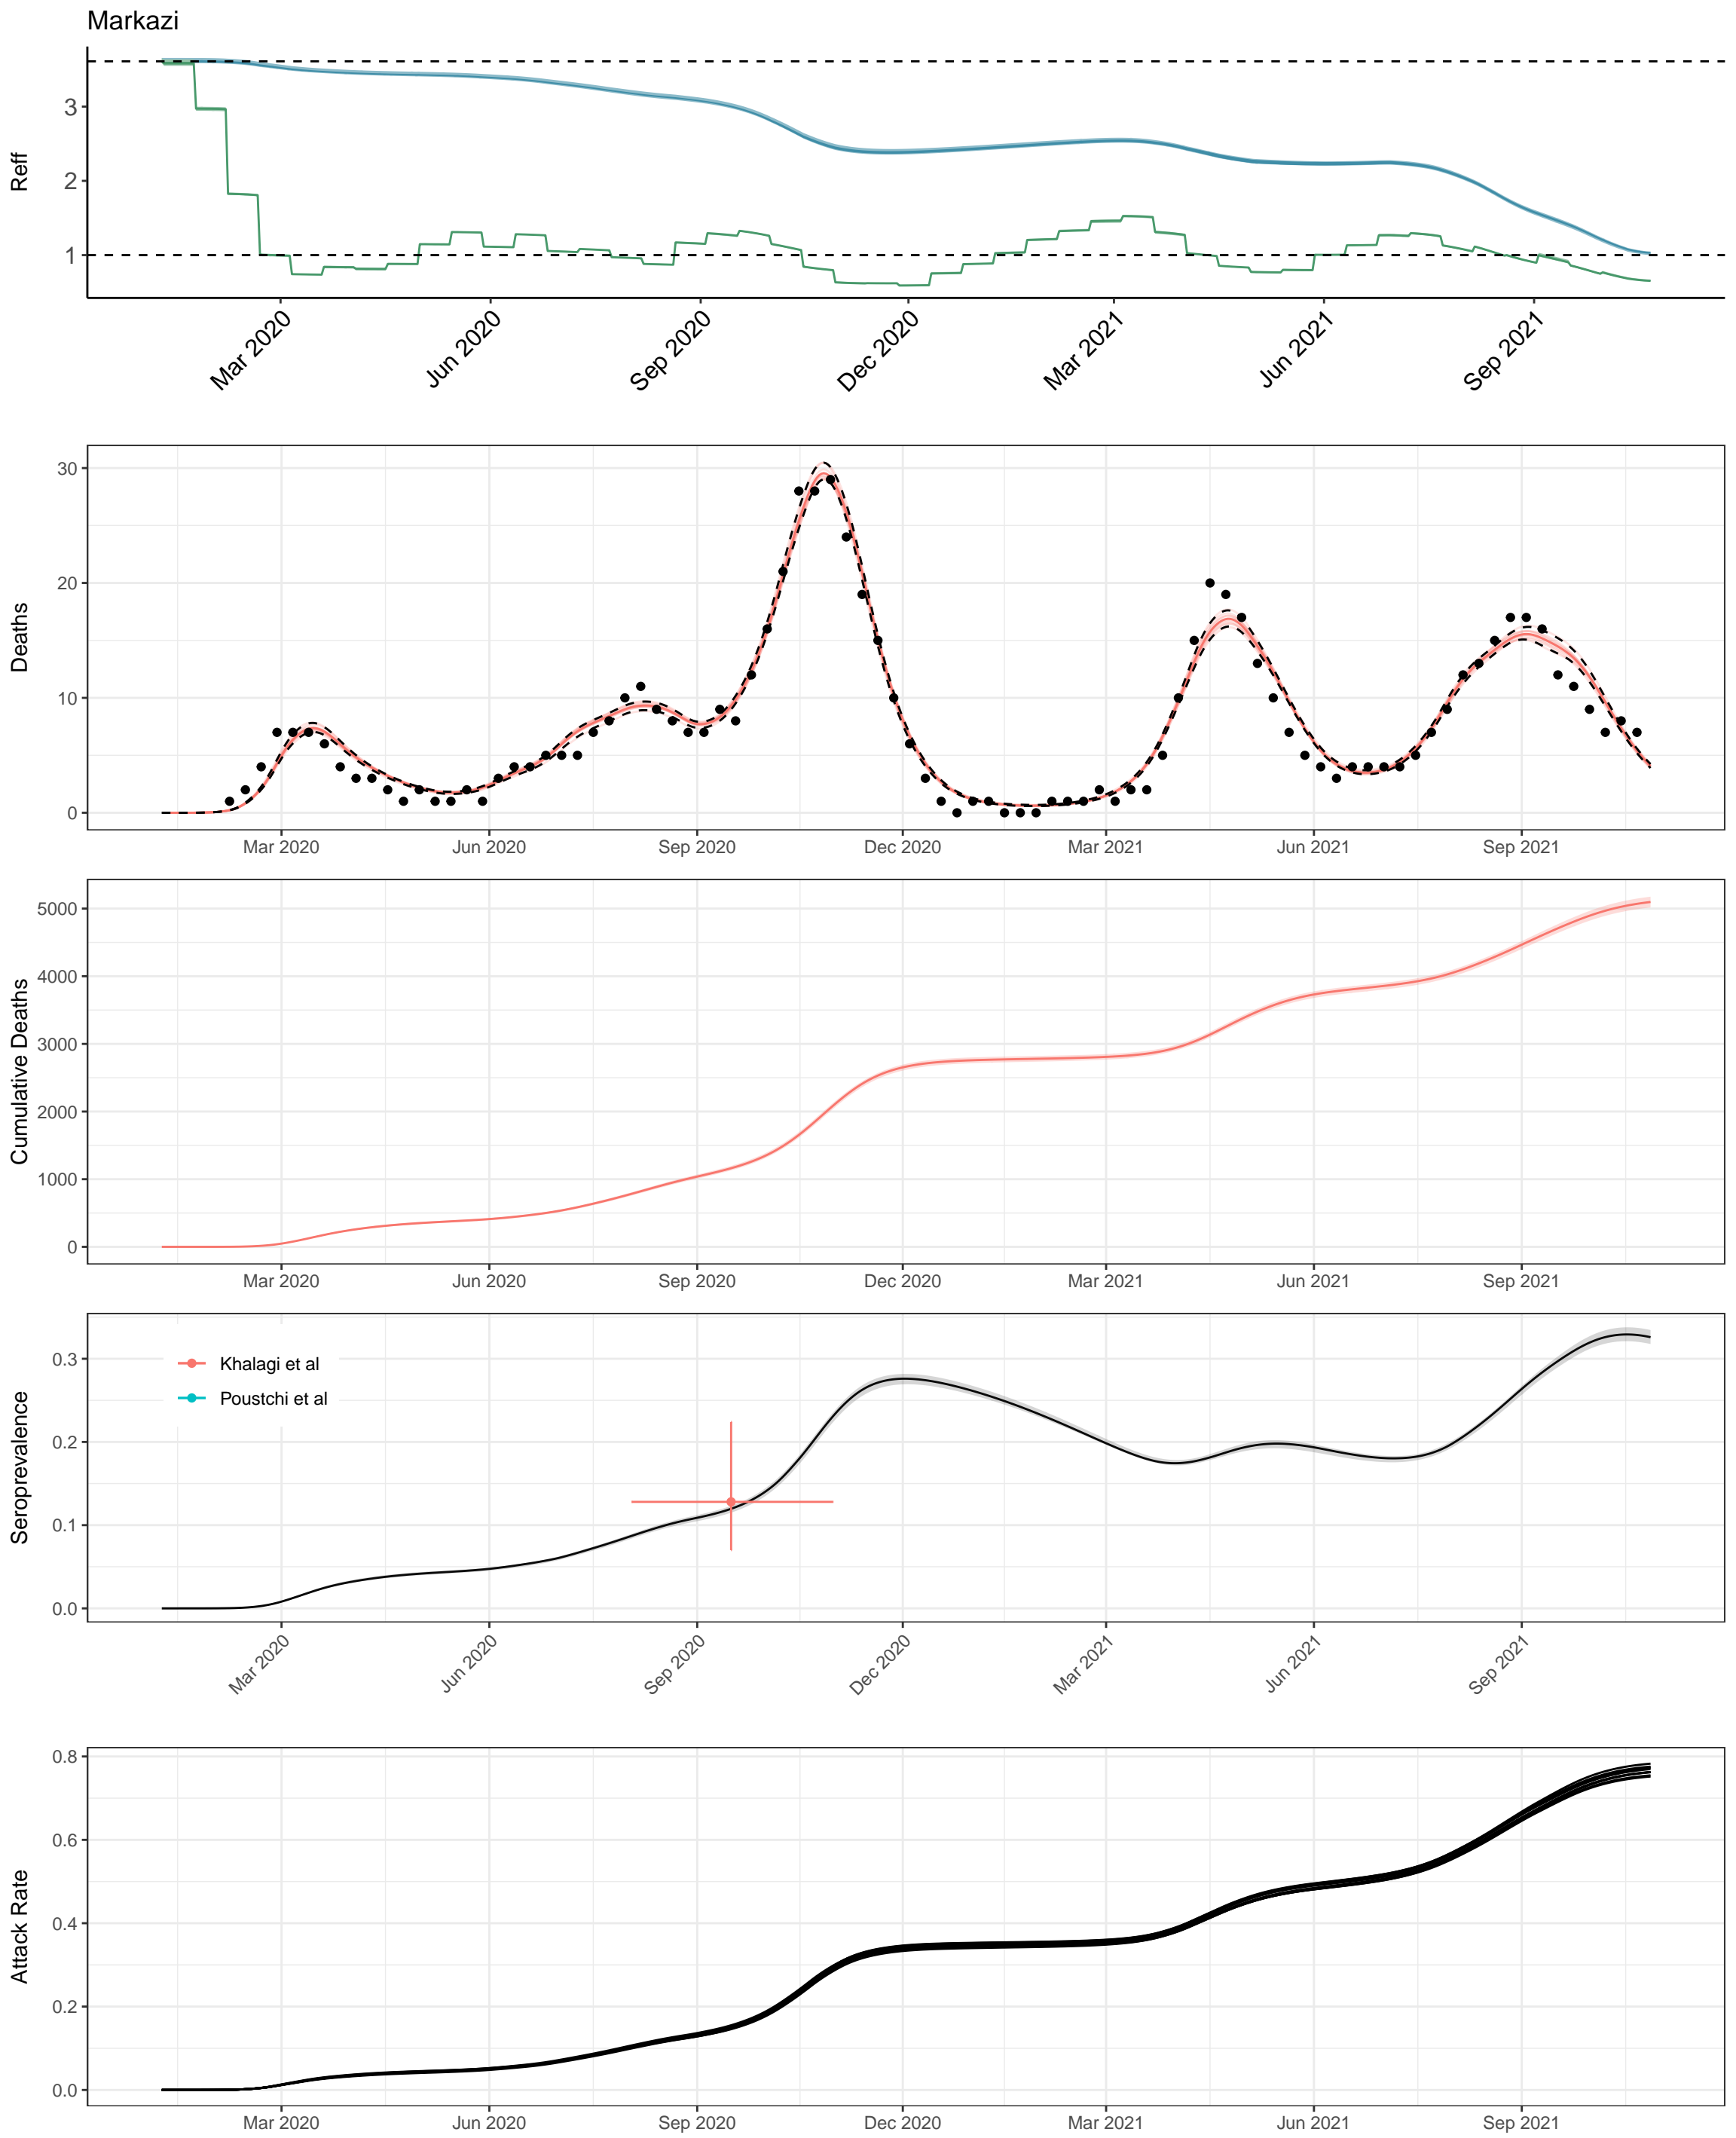 Markazi
Reff
3
2
1
Mar 2020
Jun 2020
Sep 2020
Dec 2020
Mar 2021
Jun 2021
Sep 2021
Deaths
30
20
10
0
Mar 2020
Jun 2020
Sep 2020
Dec 2020
Mar 2021
Jun 2021
Sep 2021
Cumulative Deaths
5000
4000
3000
2000
1000
0
Mar 2020
Jun 2020
Sep 2020
Dec 2020
Mar 2021
Jun 2021
Sep 2021
Seroprevalence
0.3
0.2
0.1
0.0
Khalagi et al
Poustchi et al
Mar 2020
Jun 2020
Sep 2020
Dec 2020
Mar 2021
Jun 2021
Sep 2021
Attack Rate
0.8
0.6
0.4
0.2
0.0
Mar 2020
Jun 2020
Sep 2020
Dec 2020
Mar 2021
Jun 2021
Sep 2021